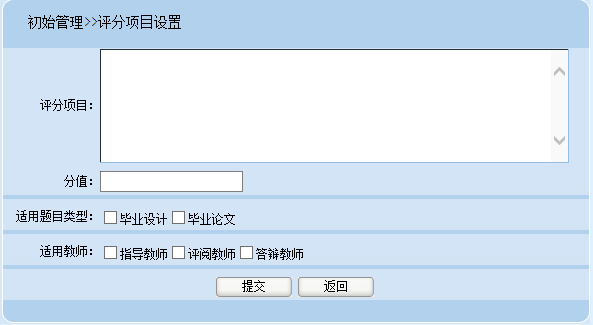 初始管理>>评分项目设置
评分项目：
分值：
适用题目类型： 毕业设计 毕业论文
适用教师： 指导教师 评阅教师 答辩教师
提交 返回